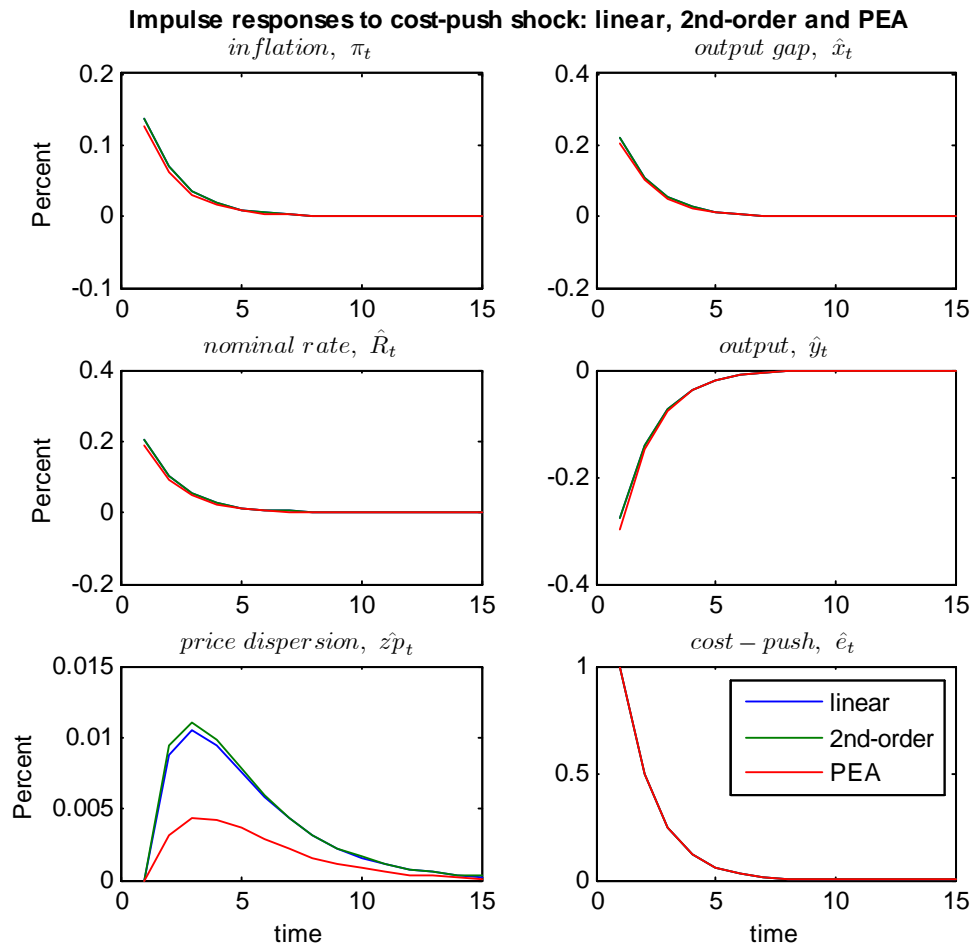 Impulse responses to cost-push shock: linear, 2nd-order and PEA
inflation, π_t
output gap, x̂_t
0.2
0.1
0
-0.1
Percent
0 5 10 15
0.4
0.2
0
-0.2
0 5 10 15
nominal rate, R̂_t
output, ŷ_t
0.4
0.2
0
-0.2
Percent
0 5 10 15
0
-0.2
-0.4
0 5 10 15
price dispersion, ẑp_t
cost − push, ê_t
0.015
0.01
0.005
0
Percent
0 5 10 15
time
1
0.5
0
linear
2nd-order
PEA
0 5 10 15
time